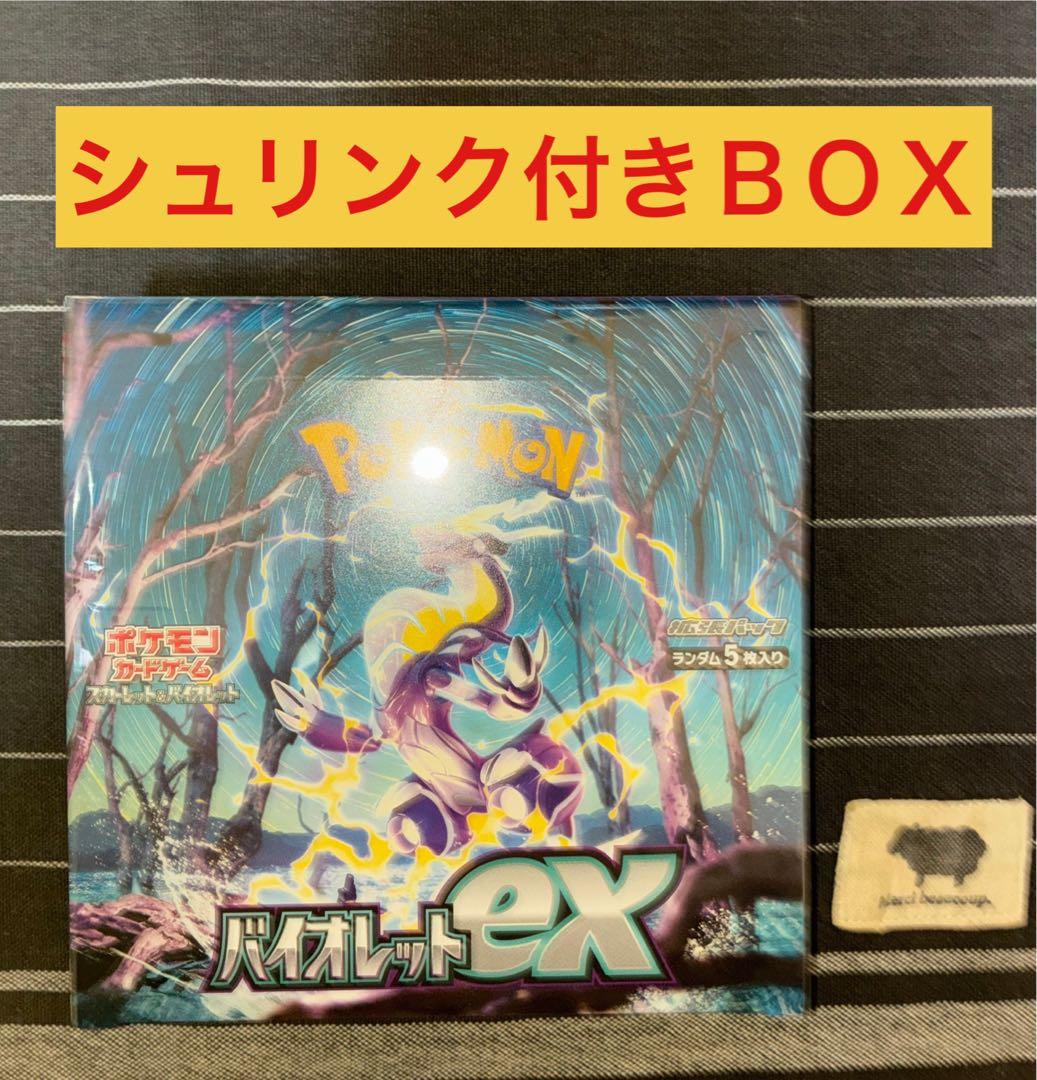 シュリンク付きＢＯＸ
POKÉMON
ポケモン
カードゲーム
スカーレット&バイオレット
拡張パック
ランダム5枚入り
バイオレットex
Merci beaucoup,